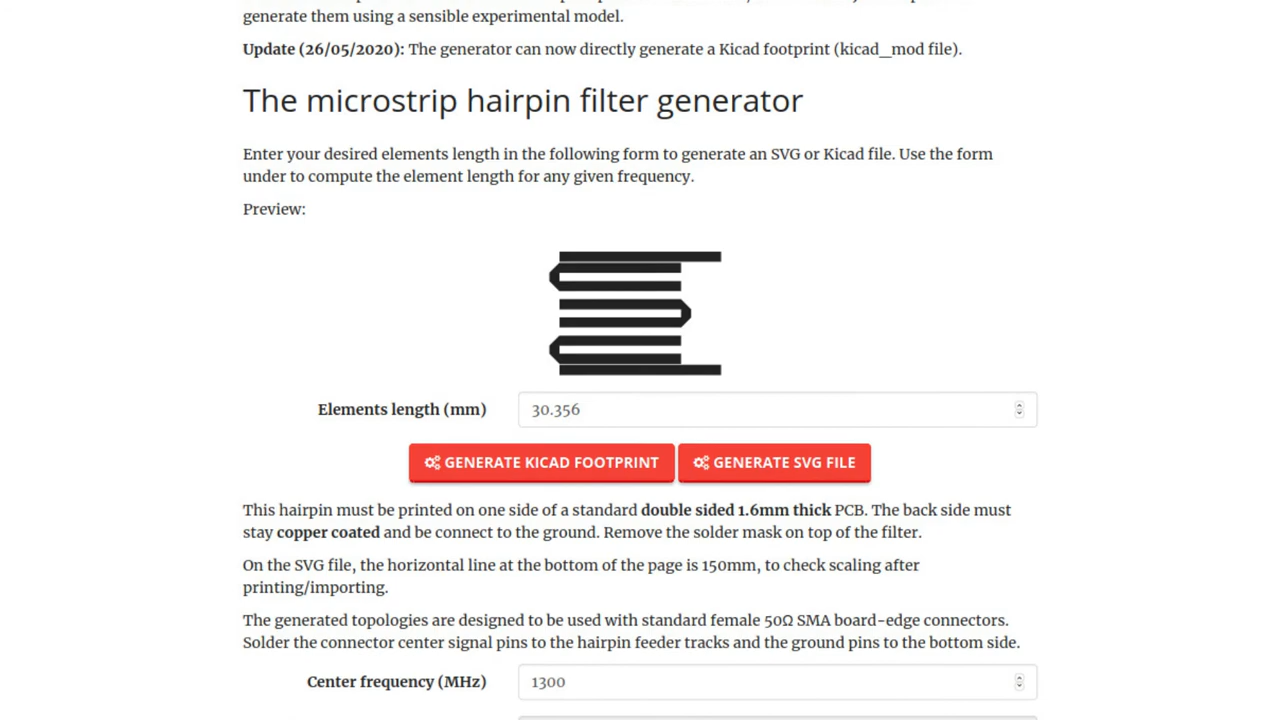 generate them using a sensible experimental model.
Update (26/05/2020): The generator can now directly generate a Kicad footprint (kicad_mod file).
The microstrip hairpin filter generator
Enter your desired elements length in the following form to generate an SVG or Kicad file. Use the form
under to compute the element length for any given frequency.
Preview:
Elements length (mm) 30.356
GENERATE KICAD FOOTPRINT GENERATE SVG FILE
This hairpin must be printed on one side of a standard double sided 1.6mm thick PCB. The back side must
stay copper coated and be connect to the ground. Remove the solder mask on top of the filter.
On the SVG file, the horizontal line at the bottom of the page is 150mm, to check scaling after
printing/importing.
The generated topologies are designed to be used with standard female 50Ω SMA board-edge connectors.
Solder the connector center signal pins to the hairpin feeder tracks and the ground pins to the bottom side.
Center frequency (MHz) 1300